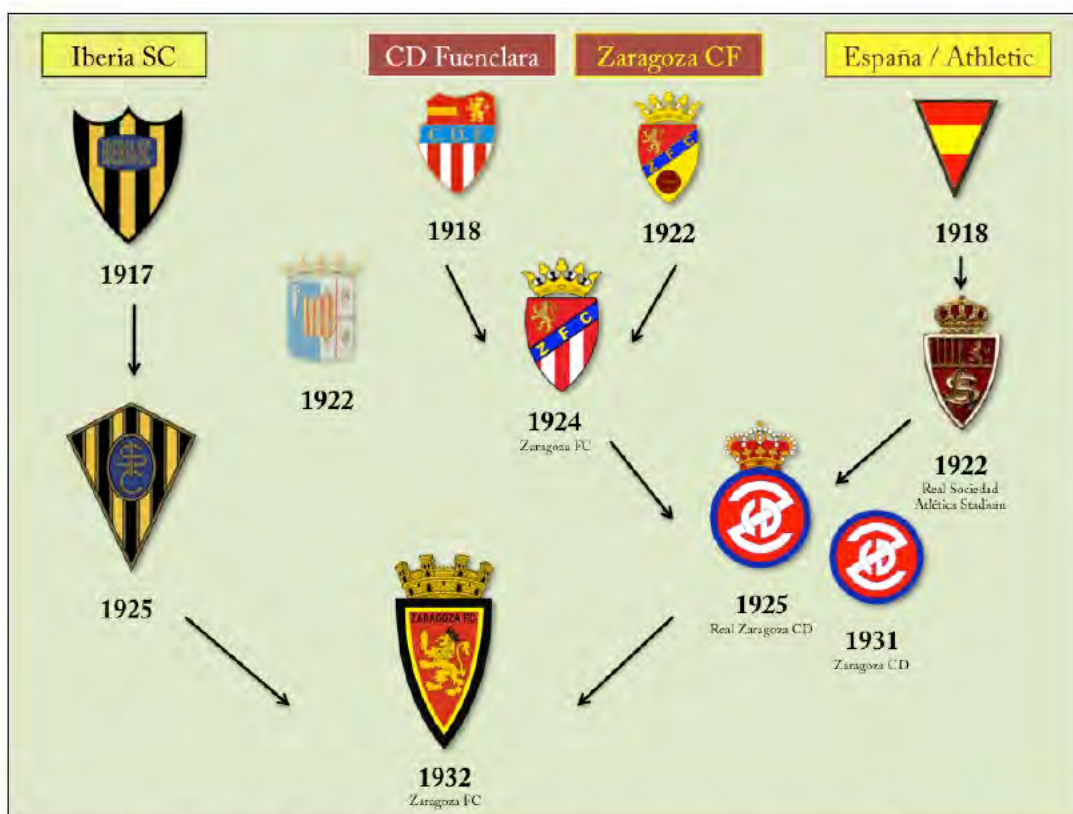 Iberia SC
CD Fuenclara
Zaragoza CF
España / Athletic
IBERIA SC
C D F
Z F C
1917
1918
1922
1918
1922
Z F C
1924
Zaragoza FC
1922
Real Sociedad
Atlética Stadium
1925
ZARAGOZA F.C.
1925
Real Zaragoza CD
1931
Zaragoza CD
1932
Zaragoza FC